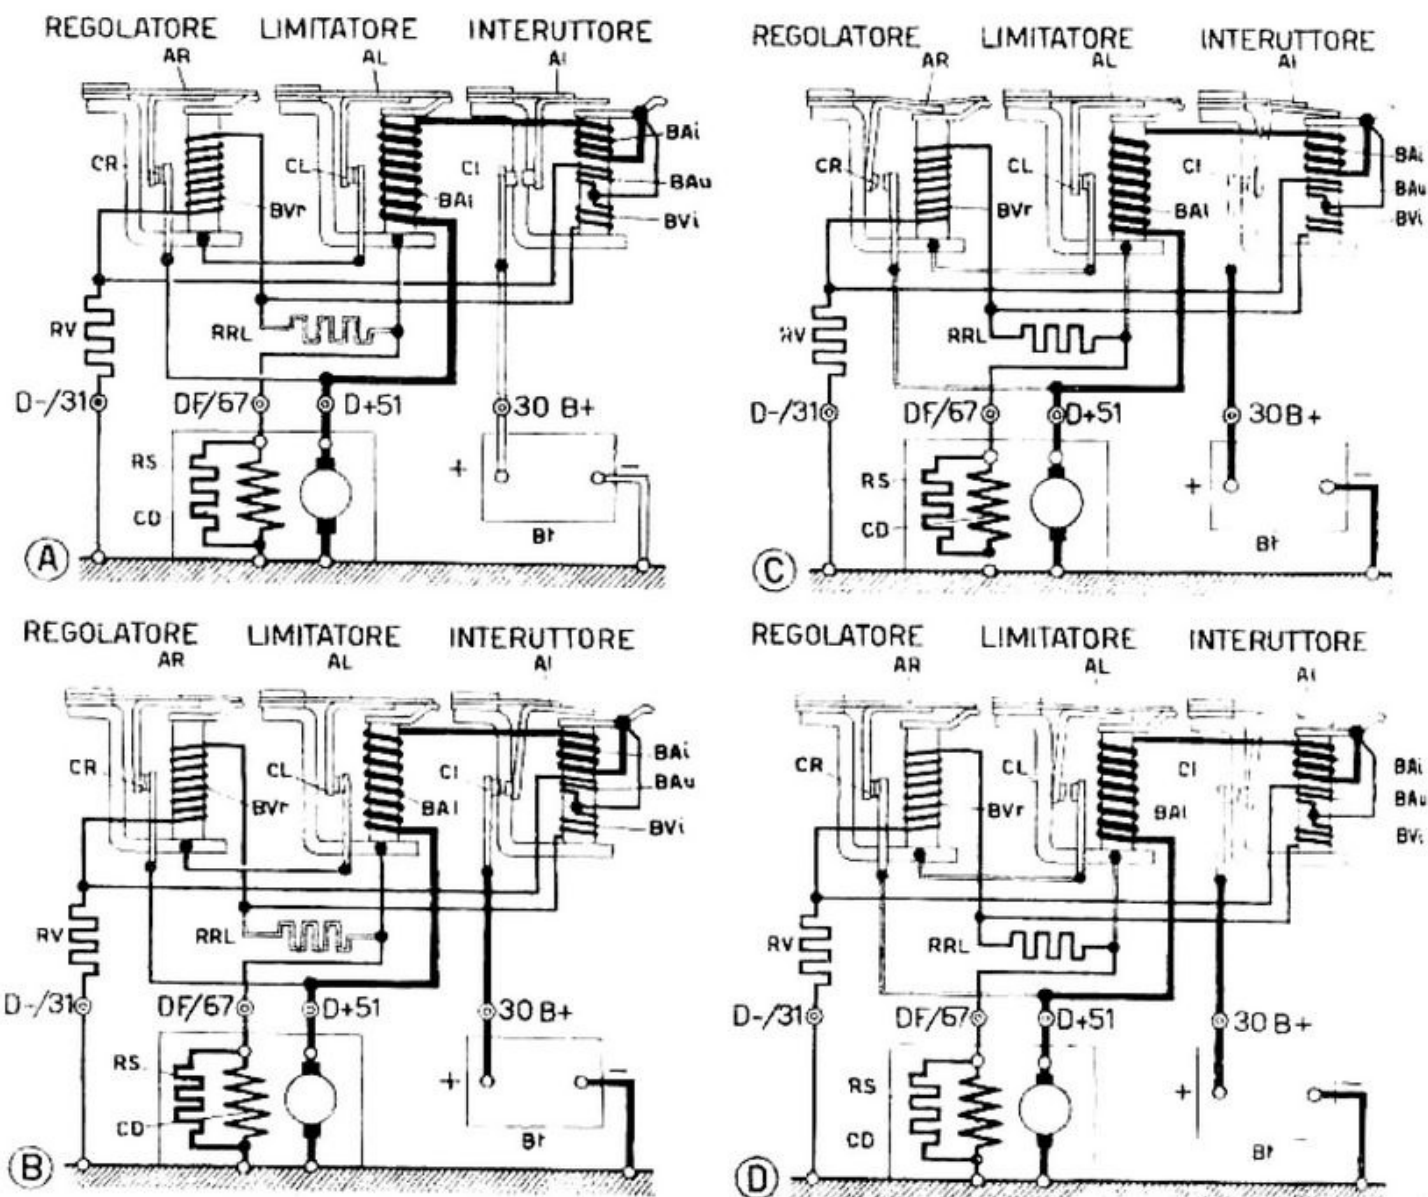 REGOLATORE LIMITATORE INTERUTTORE
AR AL AI
CR CL CI BAi
BAu
BVr BAl BVi
RV RRL
D-/31 DF/67 D+51 30 B+
RS + -
CD
Bt
A
REGOLATORE LIMITATORE INTERUTTORE
AR AL AI
CR CL CI BAi
BAu
BVr BAl BVi
RV RRL
D-/31 DF/67 D+51 30 B+
RS + -
CD
Bt
C
REGOLATORE LIMITATORE INTERUTTORE
AR AL AI
CR CL CI BAi
BAu
BVr BAl BVi
RV RRL
D-/31 DF/67 D+51 30 B+
RS + -
CD
Bt
B
REGOLATORE LIMITATORE INTERUTTORE
AR AL AI
CR CL CI BAi
BAu
BVr BAl BVi
RV RRL
D-/31 DF/67 D+51 30 B+
RS + -
CD
Bt
D